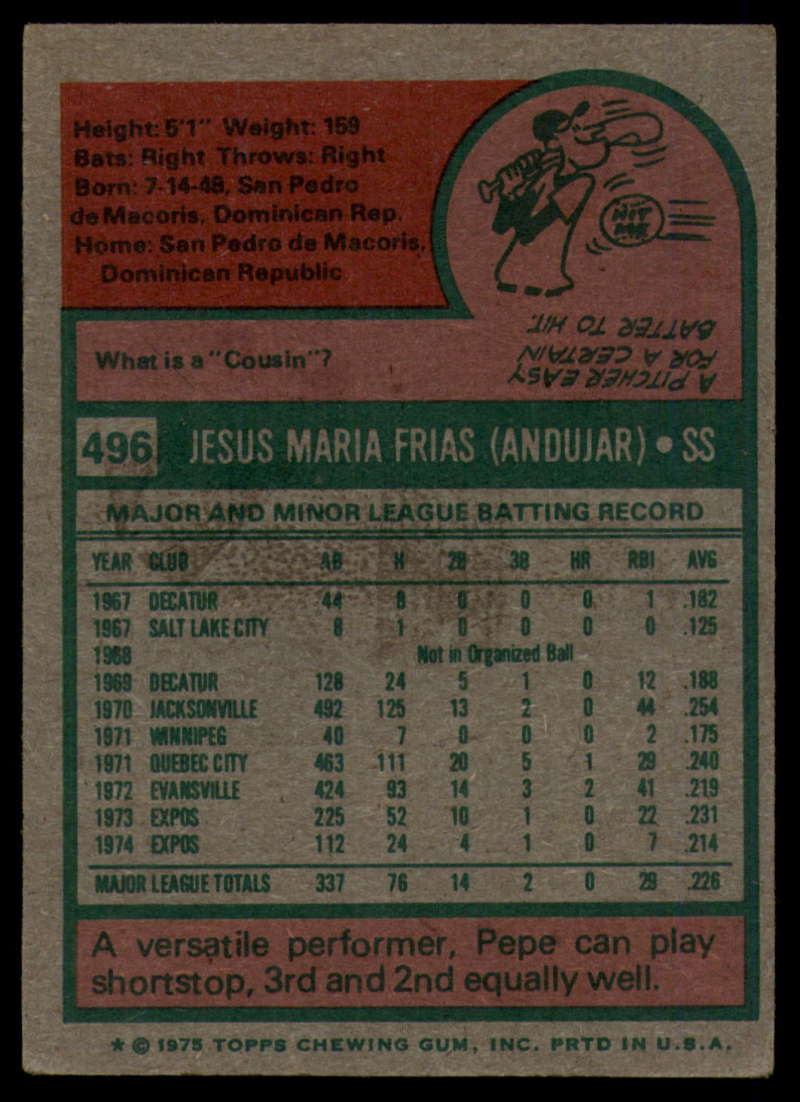 Height: 5'1" Weight: 159
Bats: Right Throws: Right
Born: 7-14-48, San Pedro
de Macoris, Dominican Rep.
Home: San Pedro de Macoris,
Dominican Republic
HIT
ME
What is a "Cousin"?
A PITCHER EASY
FOR A CERTAIN
BATTER TO HIT.
496 JESUS MARIA FRIAS (ANDUJAR) • SS
MAJOR AND MINOR LEAGUE BATTING RECORD
YEAR CLUB AB H 2B 3B HR RBI AVG
1967 DECATUR 44 8 0 0 0 1 .182
1967 SALT LAKE CITY 8 1 0 0 0 0 .125
1968 Not in Organized Ball
1969 DECATUR 128 24 5 1 0 12 .188
1970 JACKSONVILLE 492 125 13 2 0 44 .254
1971 WINNIPEG 40 7 0 0 0 2 .175
1971 QUEBEC CITY 463 111 20 5 1 29 .240
1972 EVANSVILLE 424 93 14 3 2 41 .219
1973 EXPOS 225 52 10 1 0 22 .231
1974 EXPOS 112 24 4 1 0 7 .214
MAJOR LEAGUE TOTALS 337 76 14 2 0 29 .226
A versatile performer, Pepe can play
shortstop, 3rd and 2nd equally well.
* © 1975 TOPPS CHEWING GUM, INC. PRTD IN U.S.A.